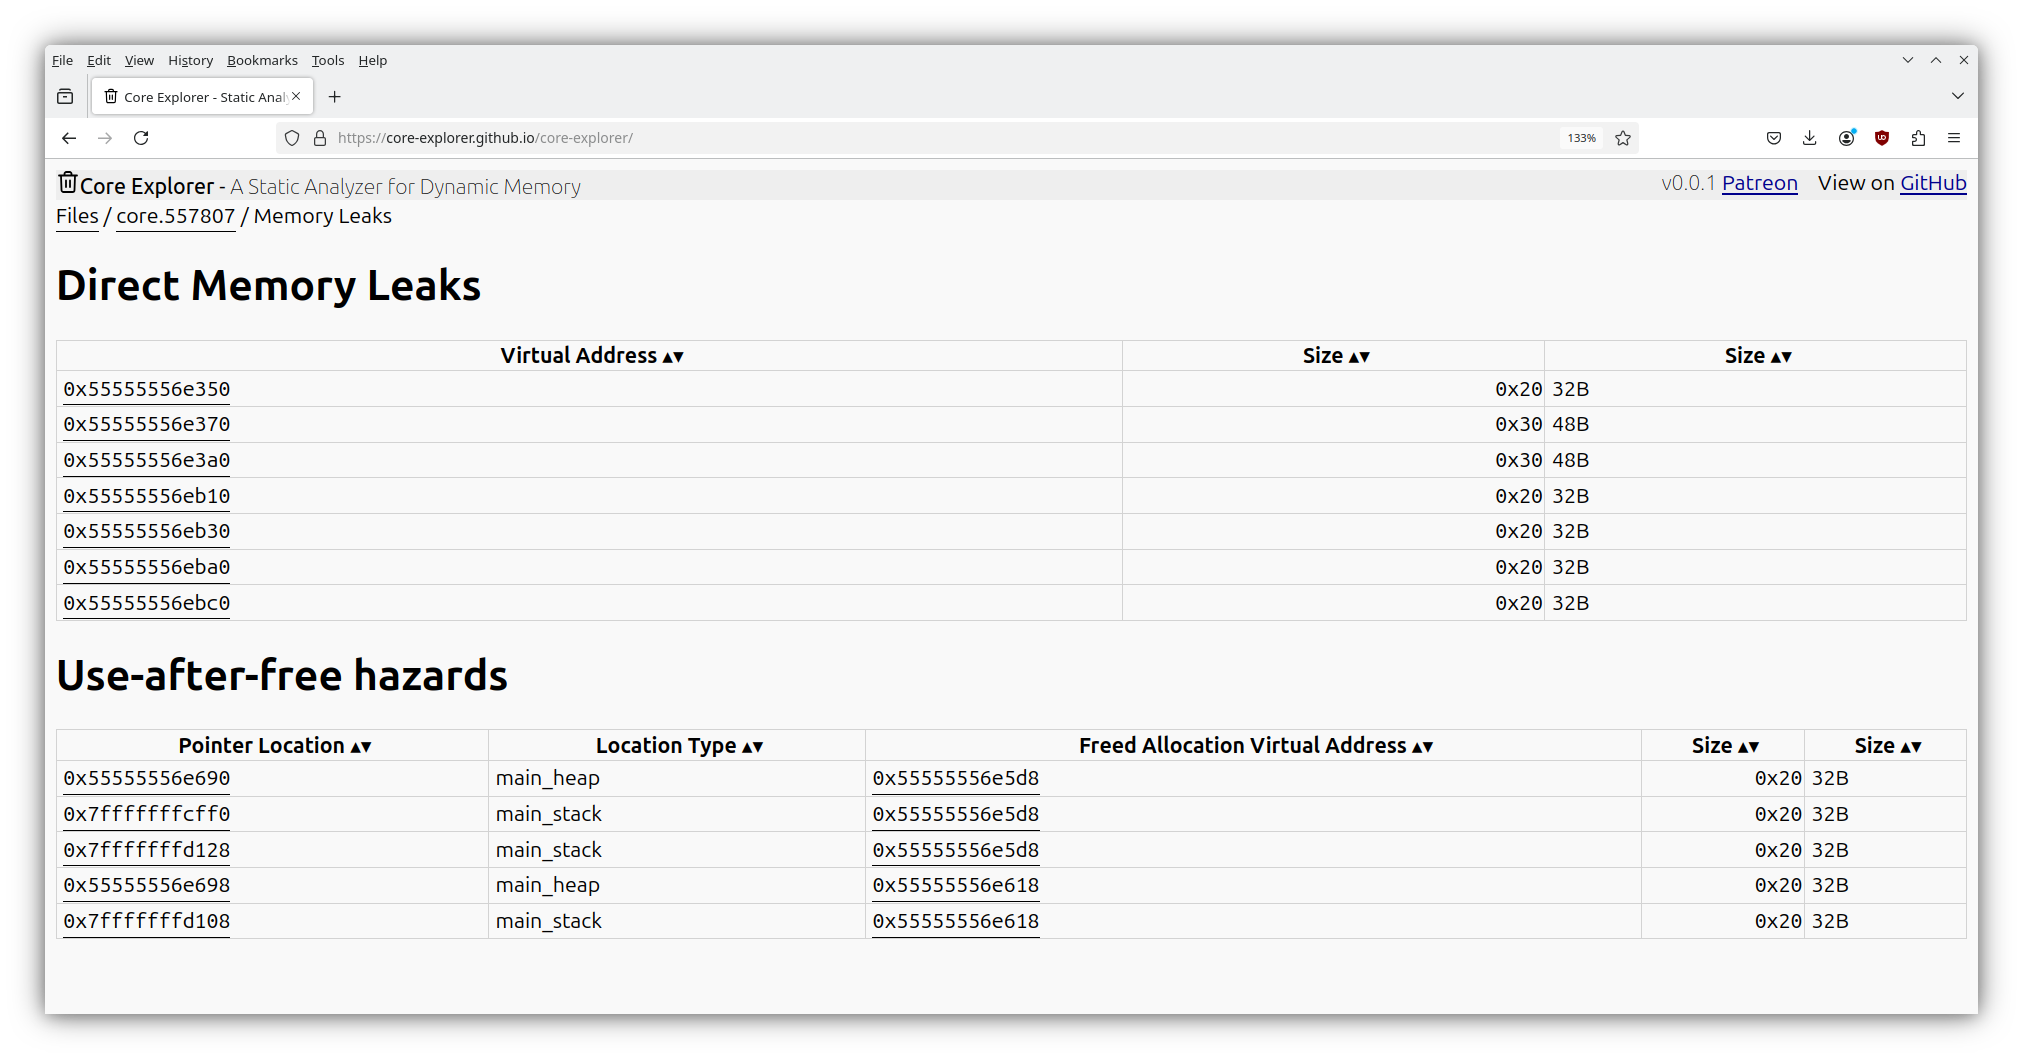 File Edit View History Bookmarks Tools Help
Core Explorer - Static Anal
https://core-explorer.github.io/core-explorer/ 133%
Core Explorer - A Static Analyzer for Dynamic Memory v0.0.1 Patreon View on GitHub
Files / core.557807 / Memory Leaks
Direct Memory Leaks
Virtual Address ▲▼ Size ▲▼ Size ▲▼
0x55555556e350 0x20 32B
0x55555556e370 0x30 48B
0x55555556e3a0 0x30 48B
0x55555556eb10 0x20 32B
0x55555556eb30 0x20 32B
0x55555556eba0 0x20 32B
0x55555556ebc0 0x20 32B
Use-after-free hazards
Pointer Location ▲▼ Location Type ▲▼ Freed Allocation Virtual Address ▲▼ Size ▲▼ Size ▲▼
0x55555556e690 main_heap 0x55555556e5d8 0x20 32B
0x7fffffffcff0 main_stack 0x55555556e5d8 0x20 32B
0x7fffffffd128 main_stack 0x55555556e5d8 0x20 32B
0x55555556e698 main_heap 0x55555556e618 0x20 32B
0x7fffffffd108 main_stack 0x55555556e618 0x20 32B